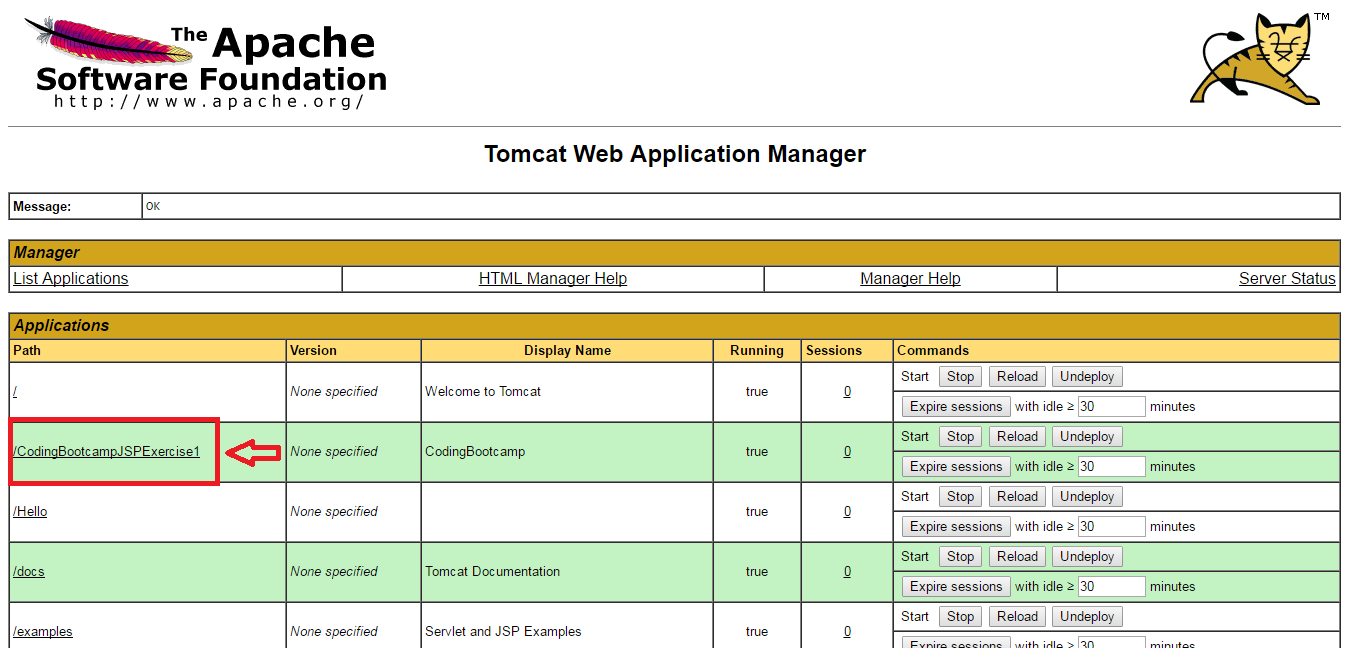 The Apache
Software Foundation
http://www.apache.org/
TM
Tomcat Web Application Manager
Message: OK
Manager
List Applications HTML Manager Help Manager Help Server Status
Applications
Path Version Display Name Running Sessions Commands
/ None specified Welcome to Tomcat true 0 Start Stop Reload Undeploy
Expire sessions with idle ≥ 30 minutes
/CodingBootcampJSPExercise1 None specified CodingBootcamp true 0 Start Stop Reload Undeploy
Expire sessions with idle ≥ 30 minutes
/Hello None specified true 0 Start Stop Reload Undeploy
Expire sessions with idle ≥ 30 minutes
/docs None specified Tomcat Documentation true 0 Start Stop Reload Undeploy
Expire sessions with idle ≥ 30 minutes
/examples None specified Servlet and JSP Examples true 0 Start Stop Reload Undeploy
Expire sessions with idle ≥ 30 minutes